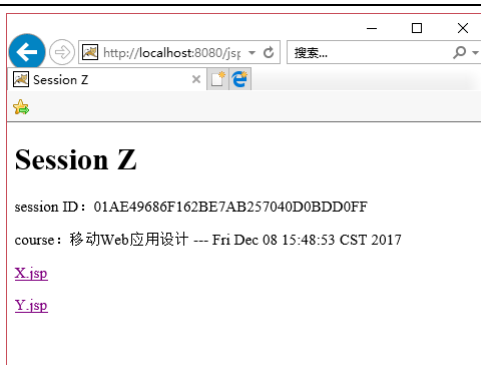 http://localhost:8080/jsp
搜索...
Session Z
Session Z
session ID：01AE49686F162BE7AB257040D0BDD0FF
course：移动Web应用设计 --- Fri Dec 08 15:48:53 CST 2017
X.jsp
Y.jsp